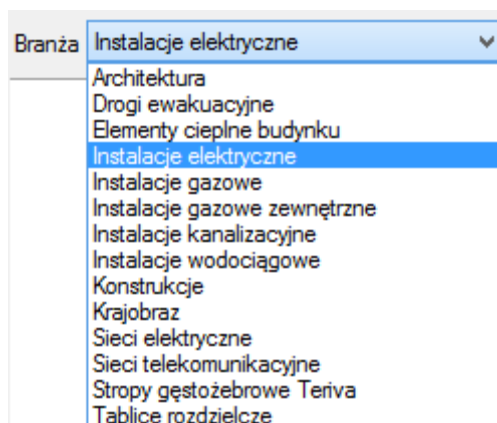 Branża Instalacje elektryczne
Architektura
Drogi ewakuacyjne
Elementy cieplne budynku
Instalacje elektryczne
Instalacje gazowe
Instalacje gazowe zewnętrzne
Instalacje kanalizacyjne
Instalacje wodociągowe
Konstrukcje
Krajobraz
Sieci elektryczne
Sieci telekomunikacyjne
Stropy gęstożebrowe Teriva
Tablice rozdzielcze